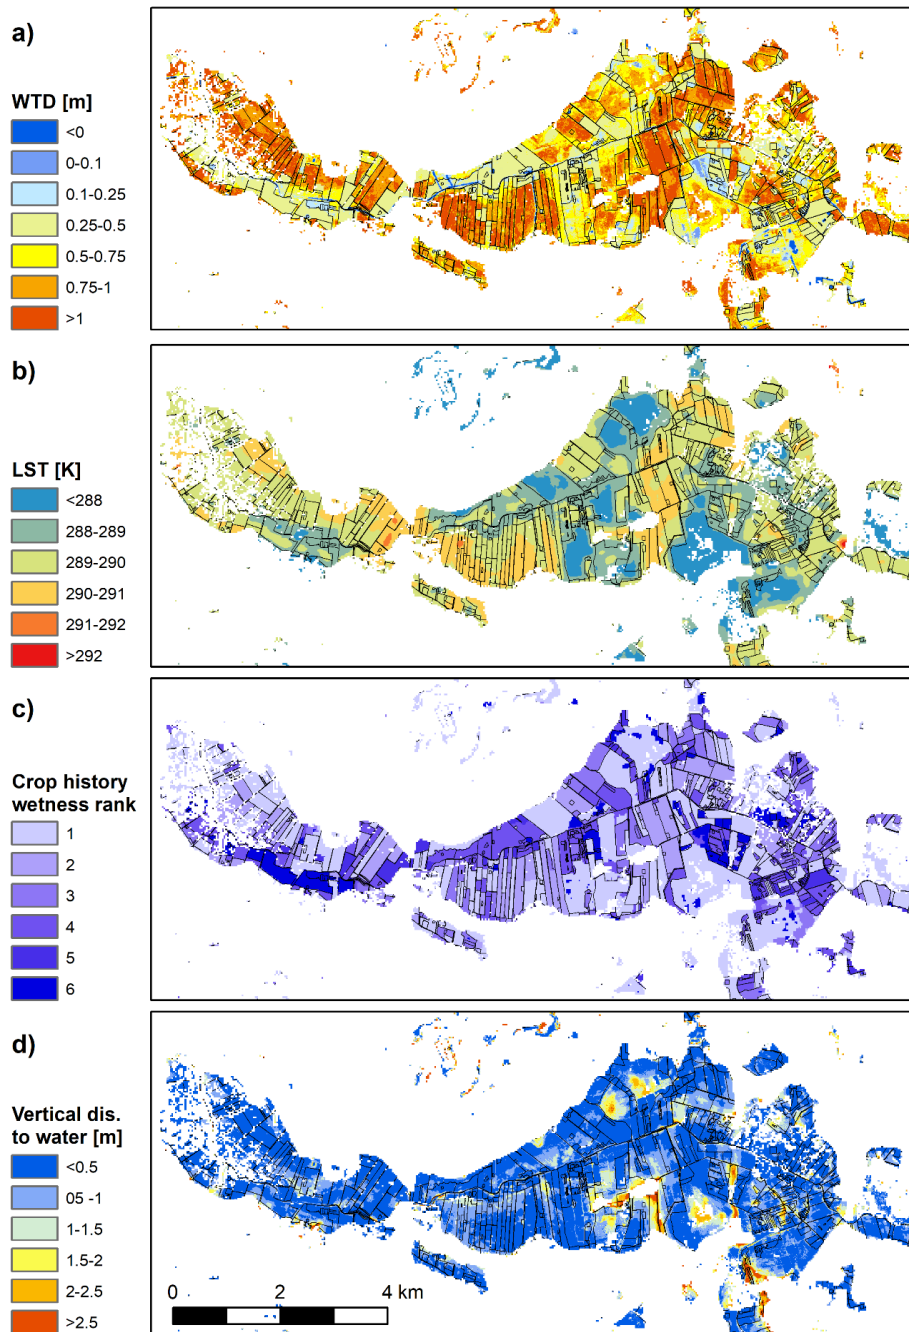 a)
WTD [m]
<0
0-0.1
0.1-0.25
0.25-0.5
0.5-0.75
0.75-1
>1
b)
LST [K]
<288
288-289
289-290
290-291
291-292
>292
c)
Crop history
wetness rank
1
2
3
4
5
6
d)
Vertical dis.
to water [m]
<0.5
05 -1
1-1.5
1.5-2
2-2.5
>2.5
0 2 4 km